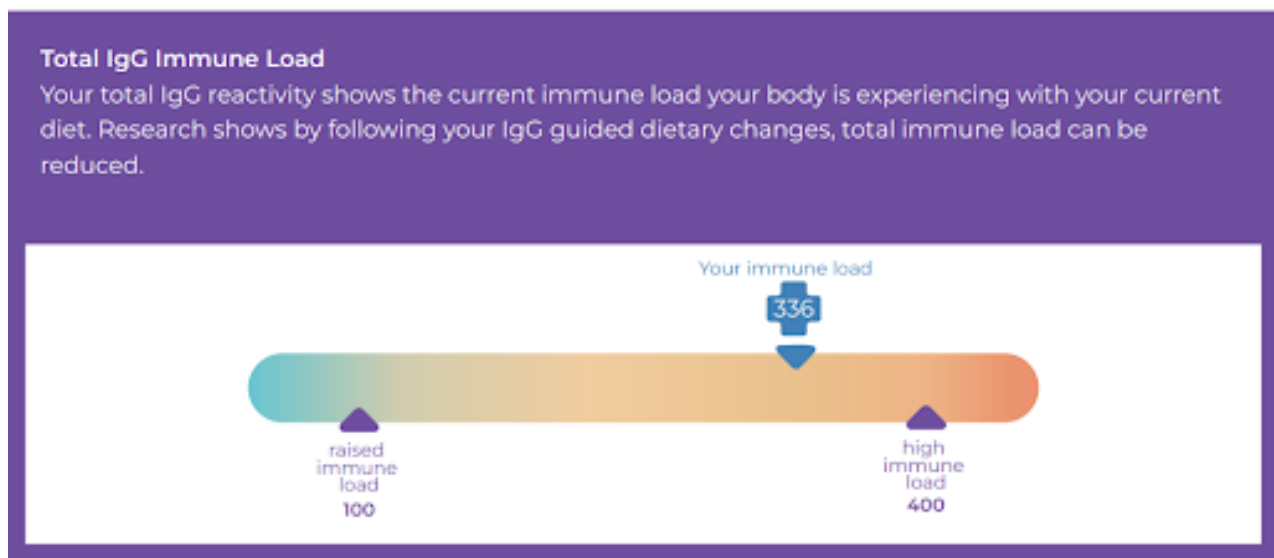 Total IgG Immune Load
Your total IgG reactivity shows the current immune load your body is experiencing with your current
diet. Research shows by following your IgG guided dietary changes, total immune load can be
reduced.
Your immune load
336
raised
immune
load
100
high
immune
load
400